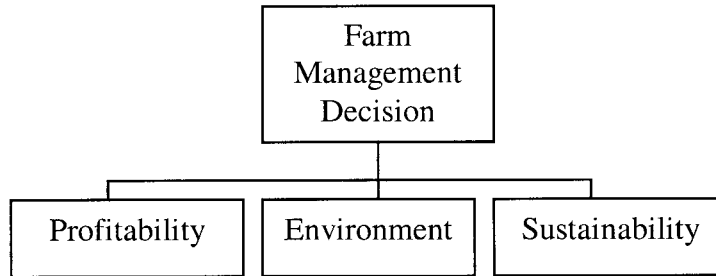 Farm
Management
Decision
Profitability
Environment
Sustainability